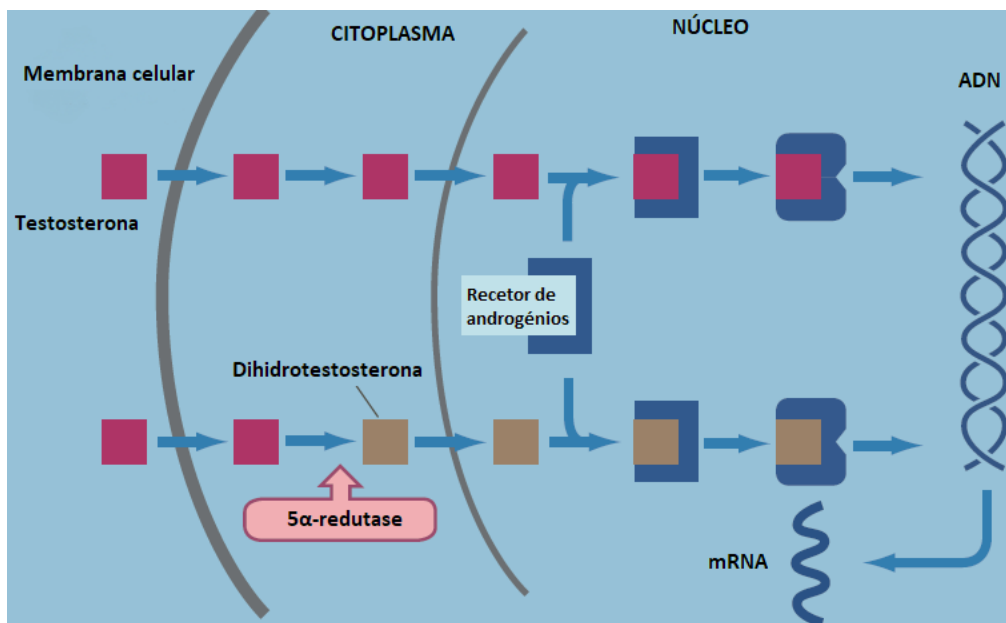 CITOPLASMA
NÚCLEO
Membrana celular
ADN
Testosterona
Recetor de
androgénios
Dihidrotestosterona
5α-redutase
mRNA